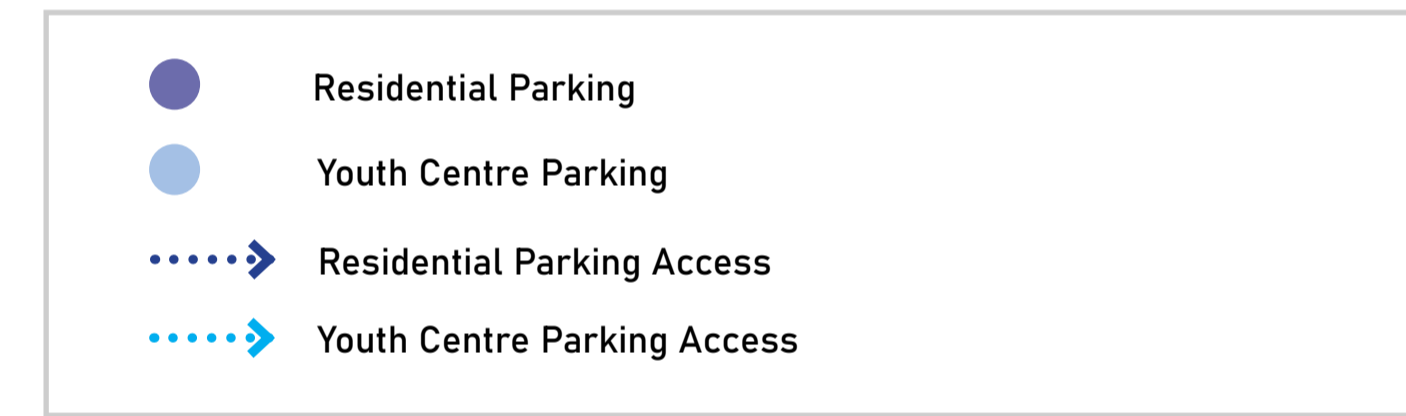 Residential Parking
Youth Centre Parking
Residential Parking Access
Youth Centre Parking Access